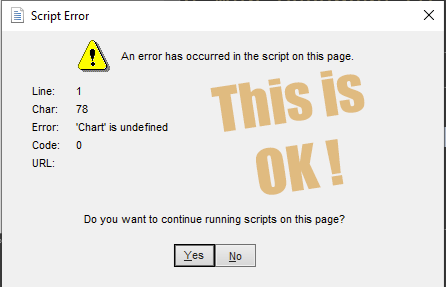 Script Error
An error has occurred in the script on this page.
Line: 1
Char: 78
Error: 'Chart' is undefined
Code: 0
URL:
This is
OK !
Do you want to continue running scripts on this page?
Yes No